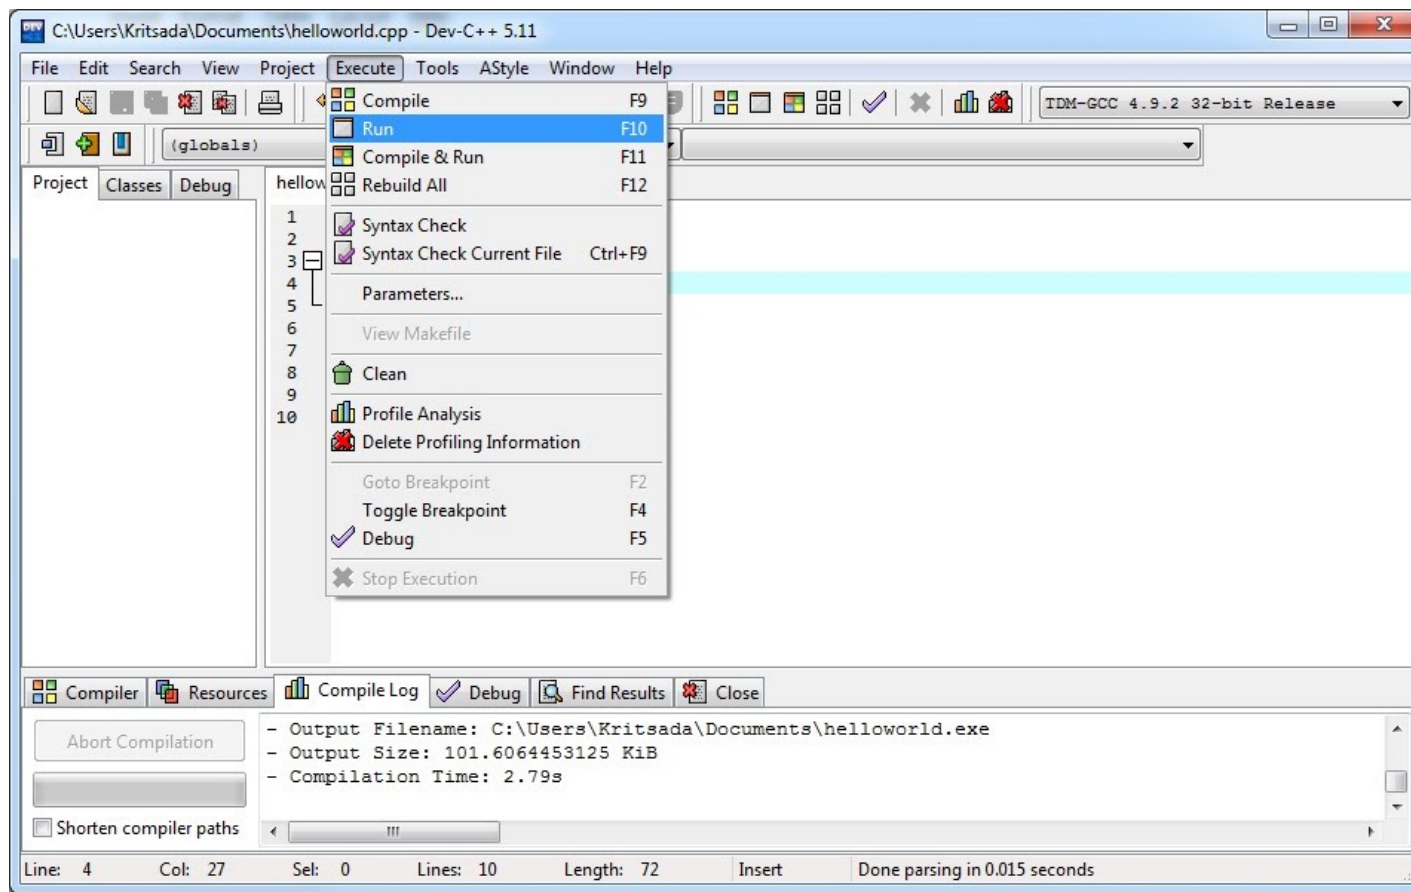 C:\Users\Kritsada\Documents\helloworld.cpp - Dev-C++ 5.11
File Edit Search View Project Execute Tools AStyle Window Help
TDM-GCC 4.9.2 32-bit Release
(globals)
Compile F9
Run F10
Compile & Run F11
Rebuild All F12
Syntax Check
Syntax Check Current File Ctrl+F9
Parameters...
View Makefile
Clean
Profile Analysis
Delete Profiling Information
Goto Breakpoint F2
Toggle Breakpoint F4
Debug F5
Stop Execution F6
Project Classes Debug
hellow
1
2
3
4
5
6
7
8
9
10
Compiler Resources Compile Log Debug Find Results Close
Abort Compilation
Shorten compiler paths
- Output Filename: C:\Users\Kritsada\Documents\helloworld.exe
- Output Size: 101.6064453125 KiB
- Compilation Time: 2.79s
Line: 4 Col: 27 Sel: 0 Lines: 10 Length: 72 Insert Done parsing in 0.015 seconds